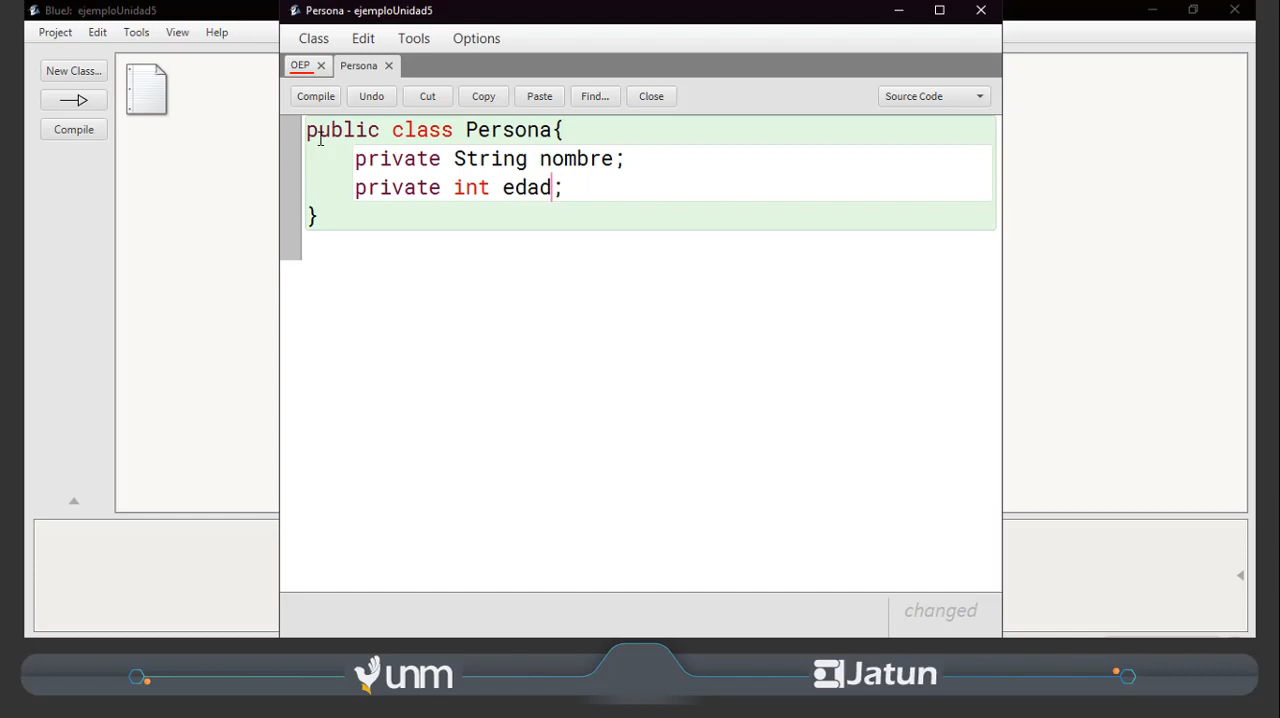 BlueJ: ejemploUnidad5
Persona - ejemploUnidad5
Project Edit Tools View Help
Class Edit Tools Options
OEP Persona
New Class...
Compile
Compile Undo Cut Copy Paste Find... Close Source Code
public class Persona{
private String nombre;
private int edad;
}
changed
unm Jatun